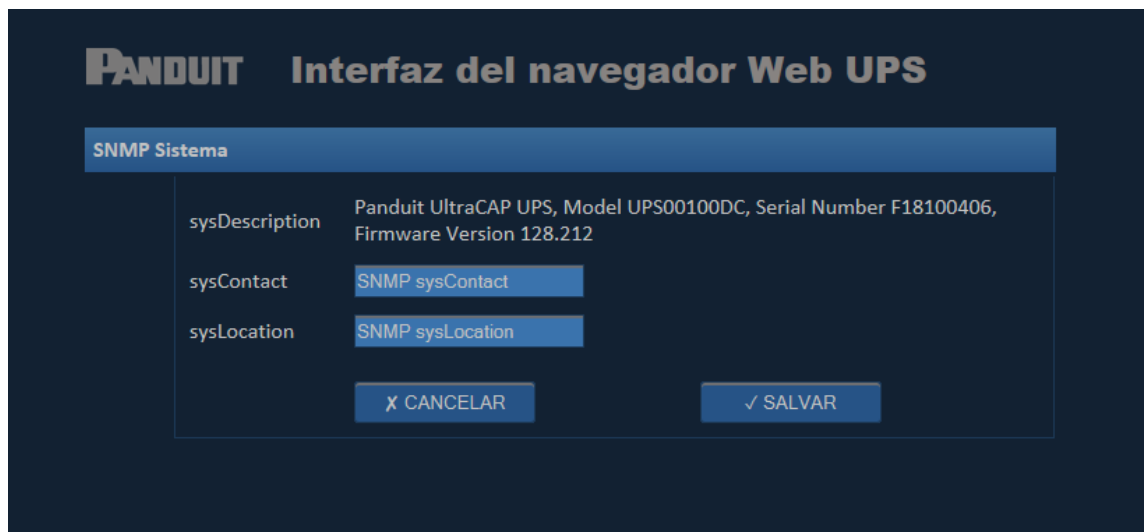 PANDUIT Interfaz del navegador Web UPS
SNMP Sistema
sysDescription Panduit UltraCAP UPS, Model UPS00100DC, Serial Number F18100406,
Firmware Version 128.212
sysContact SNMP sysContact
sysLocation SNMP sysLocation
✗ CANCELAR ✓ SALVAR